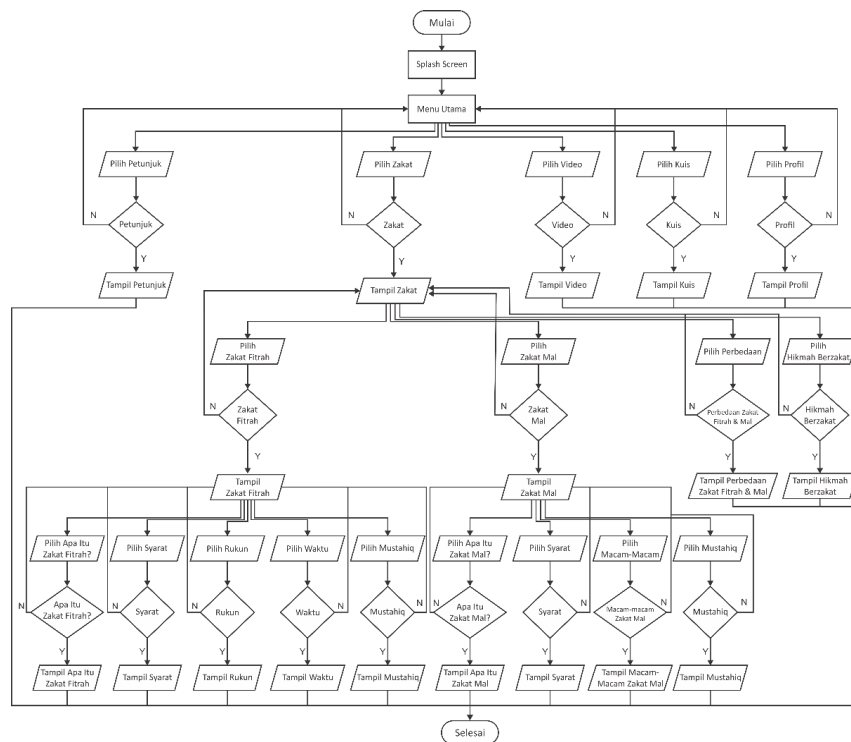 Mulai
Splash Screen
Menu Utama
Pilih Petunjuk
Pilih Zakat
Pilih Video
Pilih Kuis
Pilih Profil
N
Petunjuk
N
Zakat
Video
N
Kuis
N
Profil
N
Y
Y
Y
Y
Y
Tampil Petunjuk
Tampil Zakat
Tampil Video
Tampil Kuis
Tampil Profil
Pilih
Zakat Fitrah
Pilih
Zakat Mal
Pilih Perbedaan
Pilih
Hikmah Berzakat
N
Zakat
Fitrah
N
Zakat
Mal
N
Perbedaan Zakat
Fitrah & Mal
N
Hikmah
Berzakat
Y
Y
Y
Y
Tampil
Zakat Fitrah
Tampil
Zakat Mal
Tampil Perbedaan
Zakat Fitrah & Mal
Tampil Hikmah
Berzakat
Pilih Apa Itu
Zakat Fitrah?
Pilih Syarat
Pilih Rukun
Pilih Waktu
Pilih Mustahiq
Pilih Apa Itu
Zakat Mal?
Pilih Syarat
Pilih
Macam-Macam
Pilih Mustahiq
N
Apa Itu
Zakat Fitrah?
N
Syarat
N
Rukun
Waktu
N
Mustahiq
N
N
Apa Itu
Zakat Mal?
Syarat
N
Macam-macam
Zakat Mal
N
Mustahiq
N
Y
Y
Y
Y
Y
Y
Y
Y
Y
Tampil Apa Itu
Zakat Fitrah
Tampil Syarat
Tampil Rukun
Tampil Waktu
Tampil Mustahiq
Tampil Apa Itu
Zakat Mal
Tampil Syarat
Tampil Macam-
Macam Zakat Mal
Tampil Mustahiq
Selesai